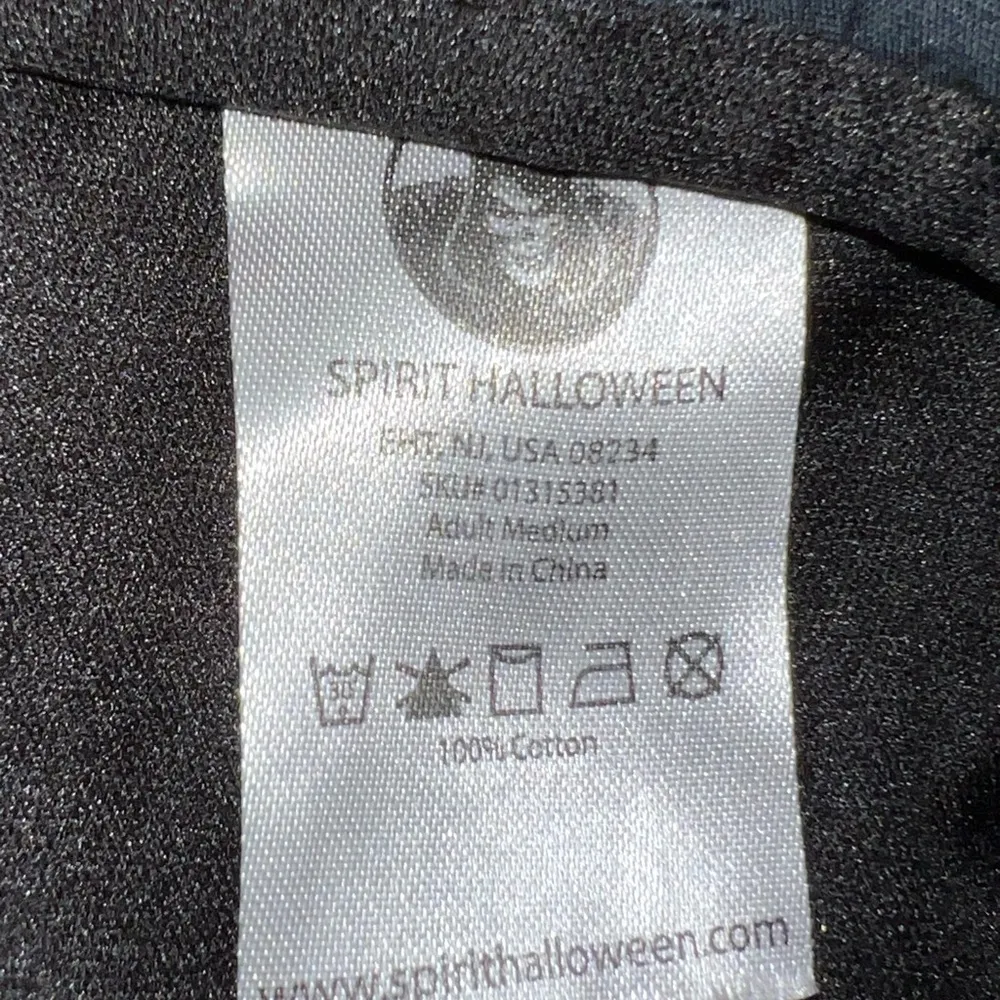 SPIRIT HALLOWEEN
EHT, NJ, USA 08234
SKU# 01315381
Adult Medium
Made In China
30
100% Cotton
www.spirithalloween.com